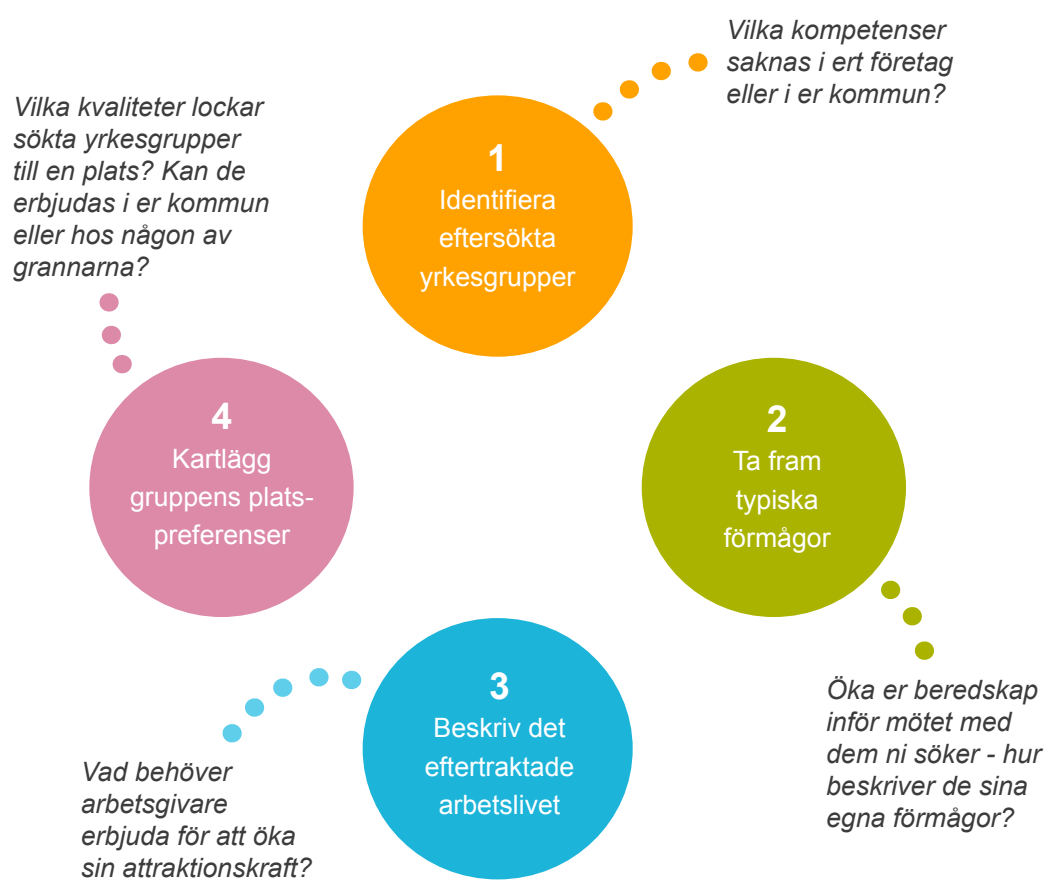 Vilka kompetenser
saknas i ert företag
eller i er kommun?
1
Identifiera
eftersökta
yrkesgrupper
2
Ta fram
typiska
förmågor
Öka er beredskap
inför mötet med
dem ni söker - hur
beskriver de sina
egna förmågor?
3
Beskriv det
eftertraktade
arbetslivet
Vad behöver
arbetsgivare
erbjuda för att öka
sin attraktionskraft?
4
Kartlägg
gruppens plats-
preferenser
Vilka kvaliteter lockar
sökta yrkesgrupper
till en plats? Kan de
erbjudas i er kommun
eller hos någon av
grannarna?